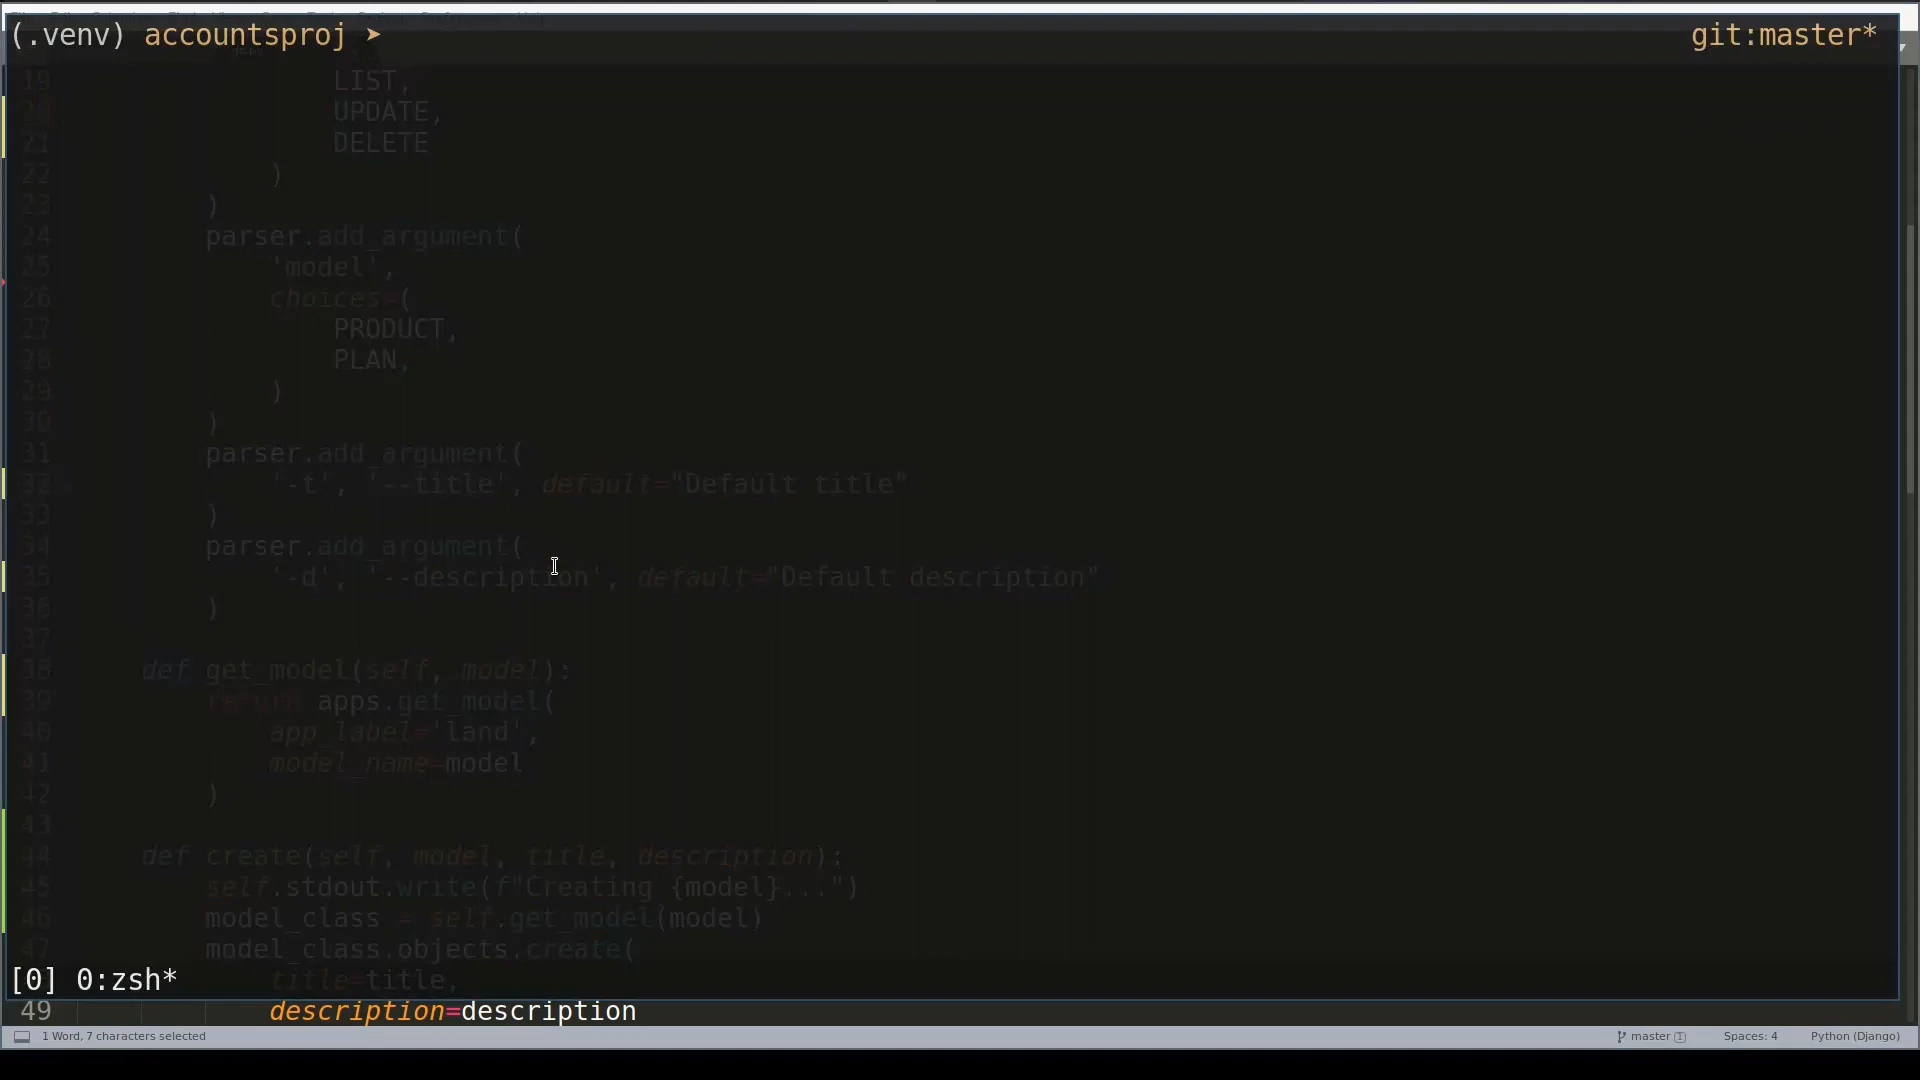 (.venv) accountsproj ➤ git:master*
19 LIST,
20 UPDATE,
21 DELETE
22 )
23 )
24 parser.add_argument(
25 'model',
26 choices=(
27 PRODUCT,
28 PLAN,
29 )
30 )
31 parser.add_argument(
32 '-t', '--title', default="Default title"
33 )
34 parser.add_argument(
35 '-d', '--description', default="Default description"
36 )
37
38 def get_model(self, model):
39 return apps.get_model(
40 app_label='land',
41 model_name=model
42 )
43
44 def create(self, model, title, description):
45 self.stdout.write(f"Creating {model}...")
46 model_class = self.get_model(model)
47 model_class.objects.create(
title=title,
[0] 0:zsh*
49 description=description
1 Word, 7 characters selected master 1 Spaces: 4 Python (Django)